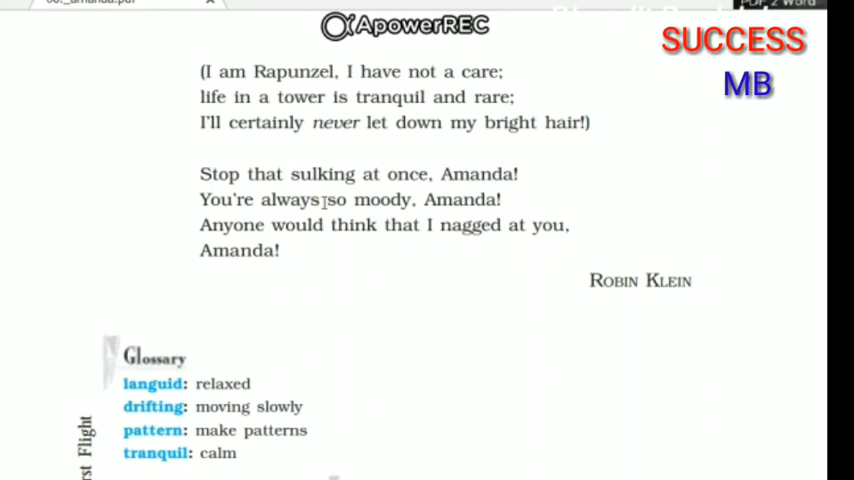 ApowerREC
SUCCESS
MB
(I am Rapunzel, I have not a care;
life in a tower is tranquil and rare;
I'll certainly never let down my bright hair!)
Stop that sulking at once, Amanda!
You're always so moody, Amanda!
Anyone would think that I nagged at you,
Amanda!
ROBIN KLEIN
Glossary
languid: relaxed
drifting: moving slowly
pattern: make patterns
tranquil: calm